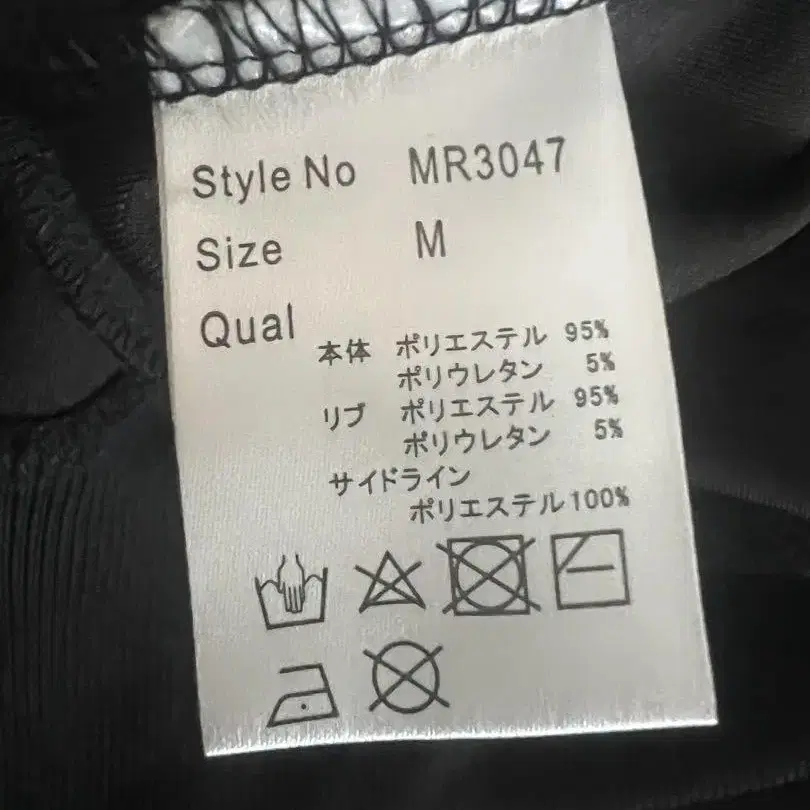 Style No MR3047
Size M
Qual
本体 ポリエステル 95%
ポリウレタン 5%
リブ ポリエステル 95%
ポリウレタン 5%
サイドライン
ポリエステル100%